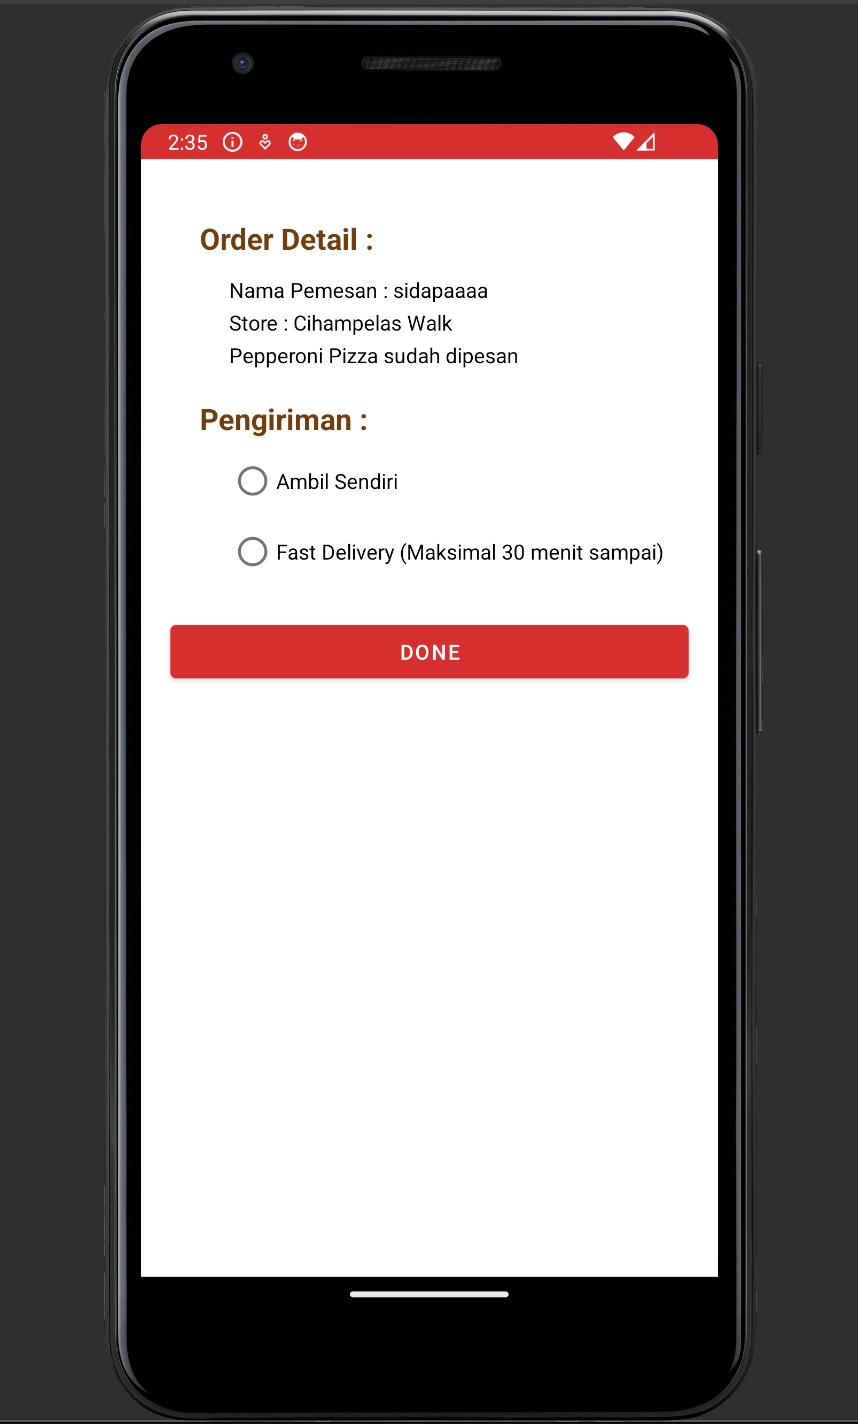 2:35
Order Detail :
Nama Pemesan : sidapaaaa
Store : Cihampelas Walk
Pepperoni Pizza sudah dipesan
Pengiriman :
Ambil Sendiri
Fast Delivery (Maksimal 30 menit sampai)
DONE